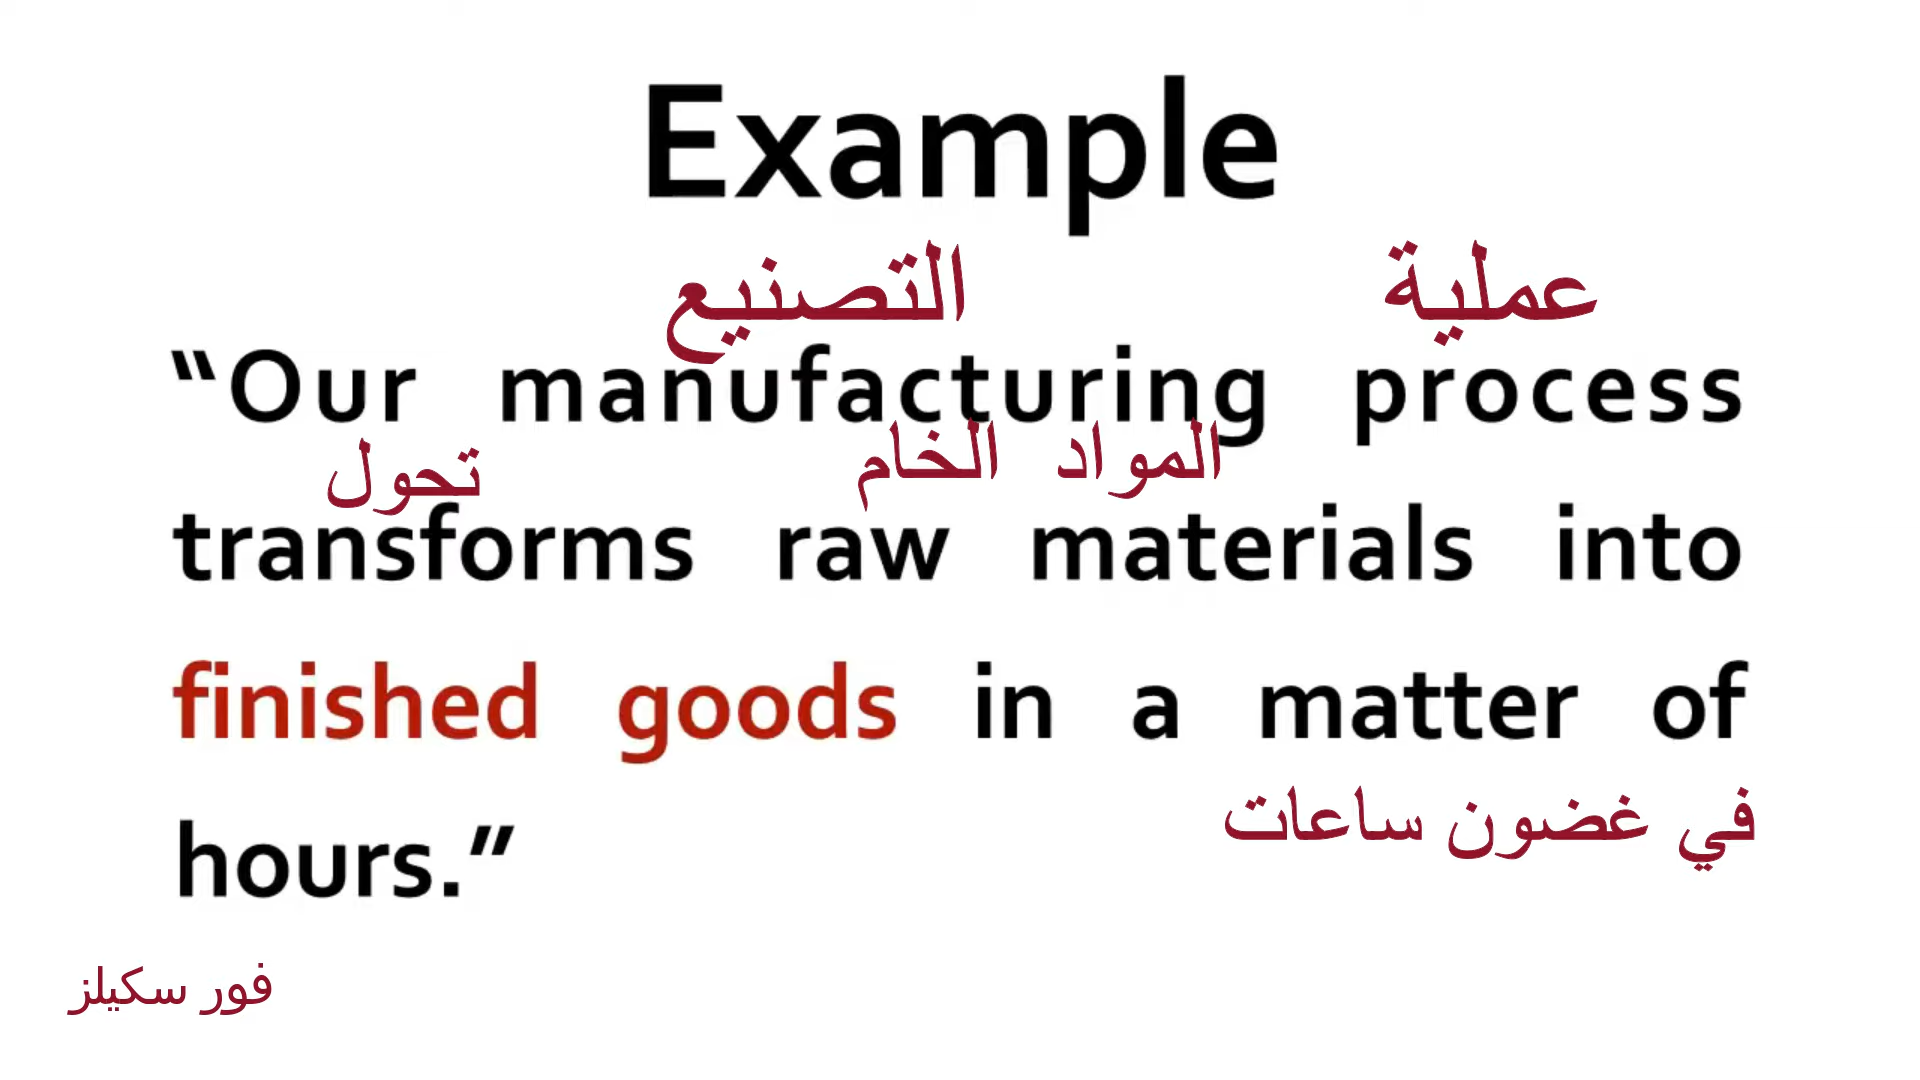 Example
التصنيع عملية
“Our manufacturing process
تحول المواد الخام
transforms raw materials into
finished goods in a matter of
في غضون ساعات
hours.”
فور سكيلز